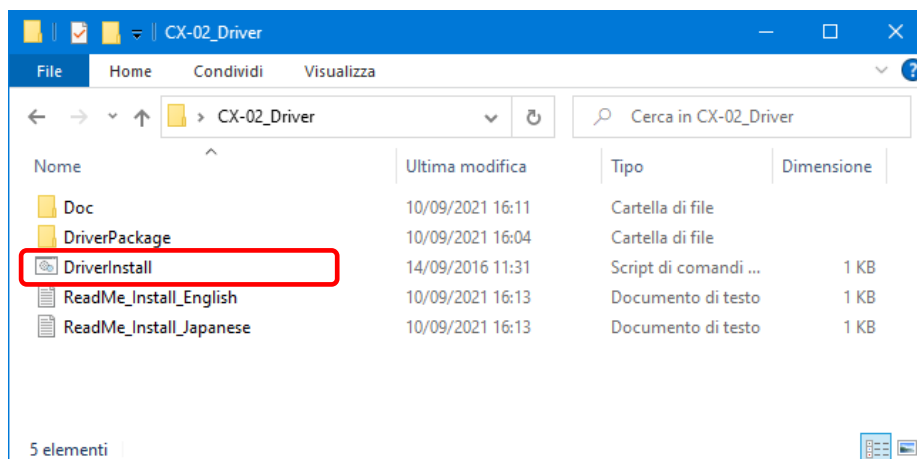 CX-02_Driver
File Home Condividi Visualizza
CX-02_Driver Cerca in CX-02_Driver
Nome Ultima modifica Tipo Dimensione
Doc 10/09/2021 16:11 Cartella di file
DriverPackage 10/09/2021 16:04 Cartella di file
DriverInstall 14/09/2016 11:31 Script di comandi ... 1 KB
ReadMe_Install_English 10/09/2021 16:13 Documento di testo 1 KB
ReadMe_Install_Japanese 10/09/2021 16:13 Documento di testo 1 KB
5 elementi